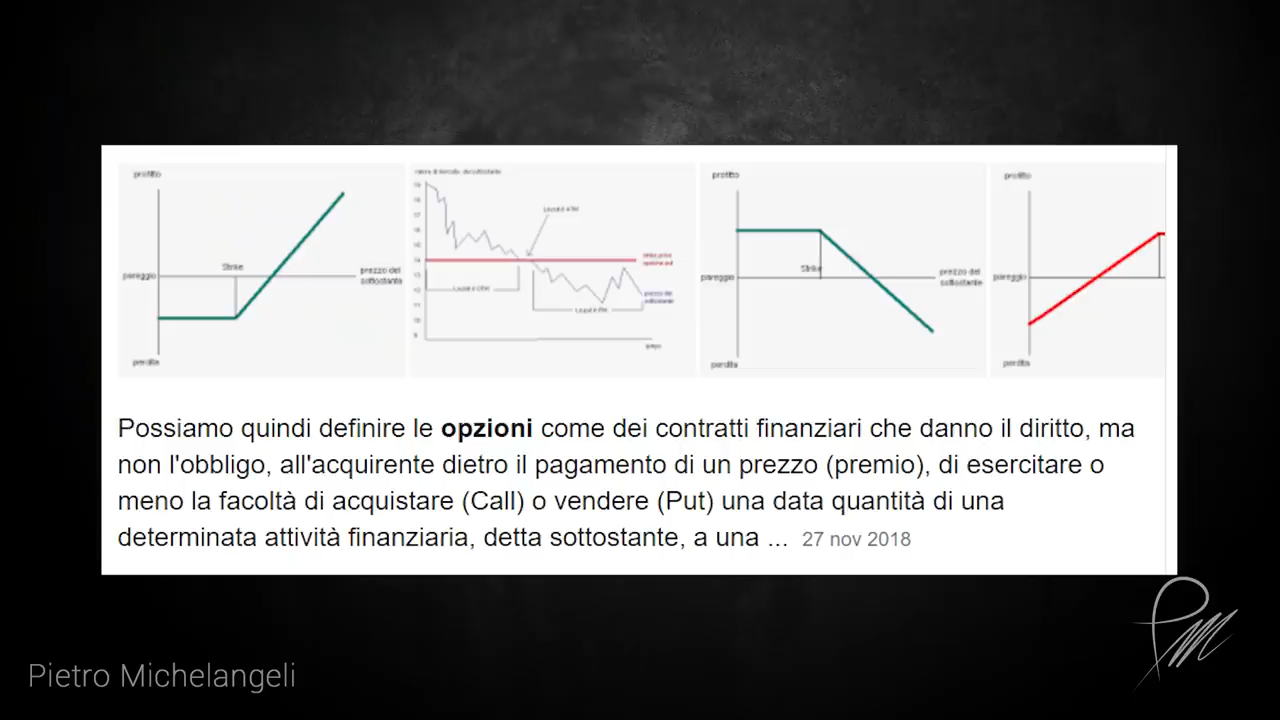 profitto
Strike
pareggio
prezzo del
sottostante
perdita
profitto
Strike
pareggio
prezzo del
sottostante
perdita
profitto
pareggio
perdita
Possiamo quindi definire le opzioni come dei contratti finanziari che danno il diritto, ma
non l'obbligo, all'acquirente dietro il pagamento di un prezzo (premio), di esercitare o
meno la facoltà di acquistare (Call) o vendere (Put) una data quantità di una
determinata attività finanziaria, detta sottostante, a una ... 27 nov 2018
Pietro Michelangeli